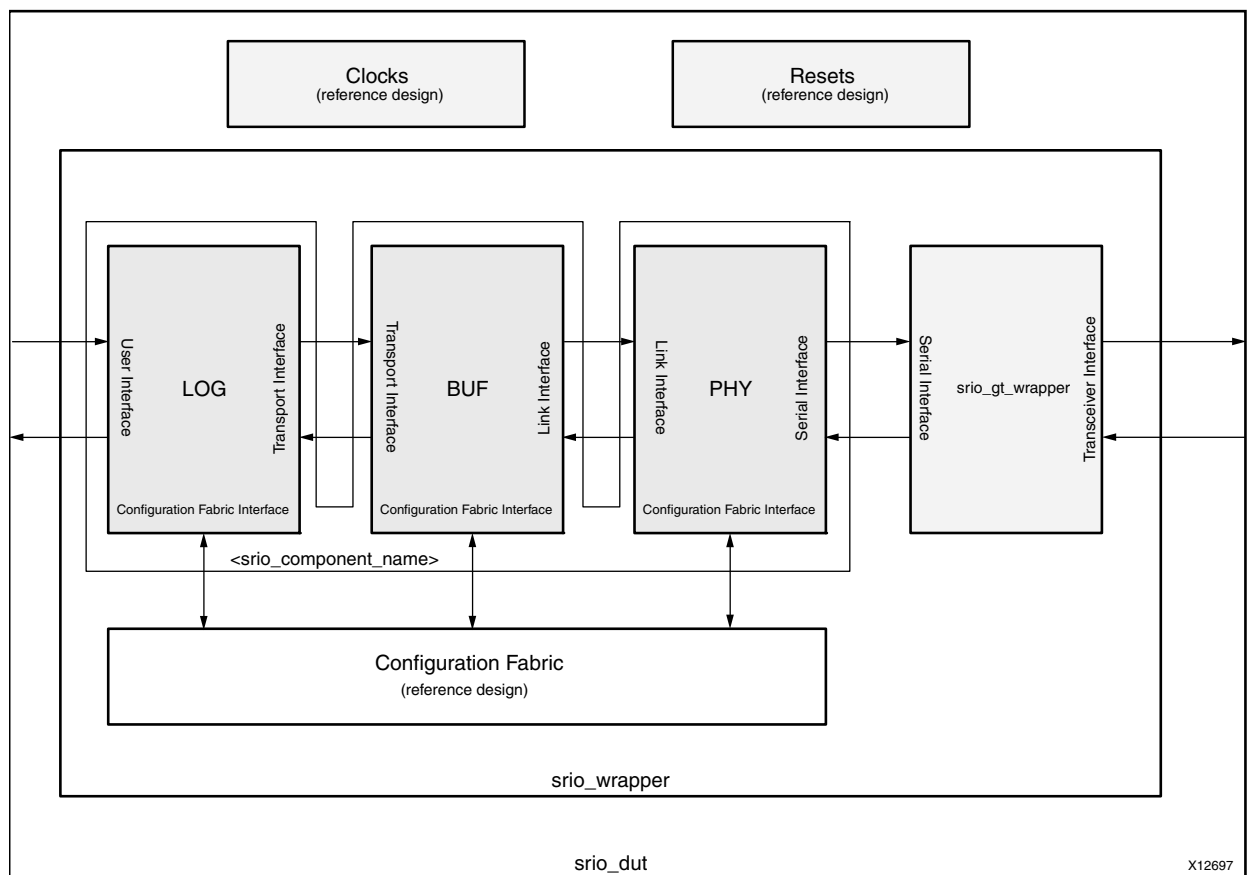 Clocks
(reference design)
Resets
(reference design)
User Interface
LOG
Transport Interface
Configuration Fabric Interface
Transport Interface
BUF
Link Interface
Configuration Fabric Interface
Link Interface
PHY
Serial Interface
Configuration Fabric Interface
Serial Interface
srio_gt_wrapper
Transceiver Interface
<srio_component_name>
Configuration Fabric
(reference design)
srio_wrapper
srio_dut
X12697